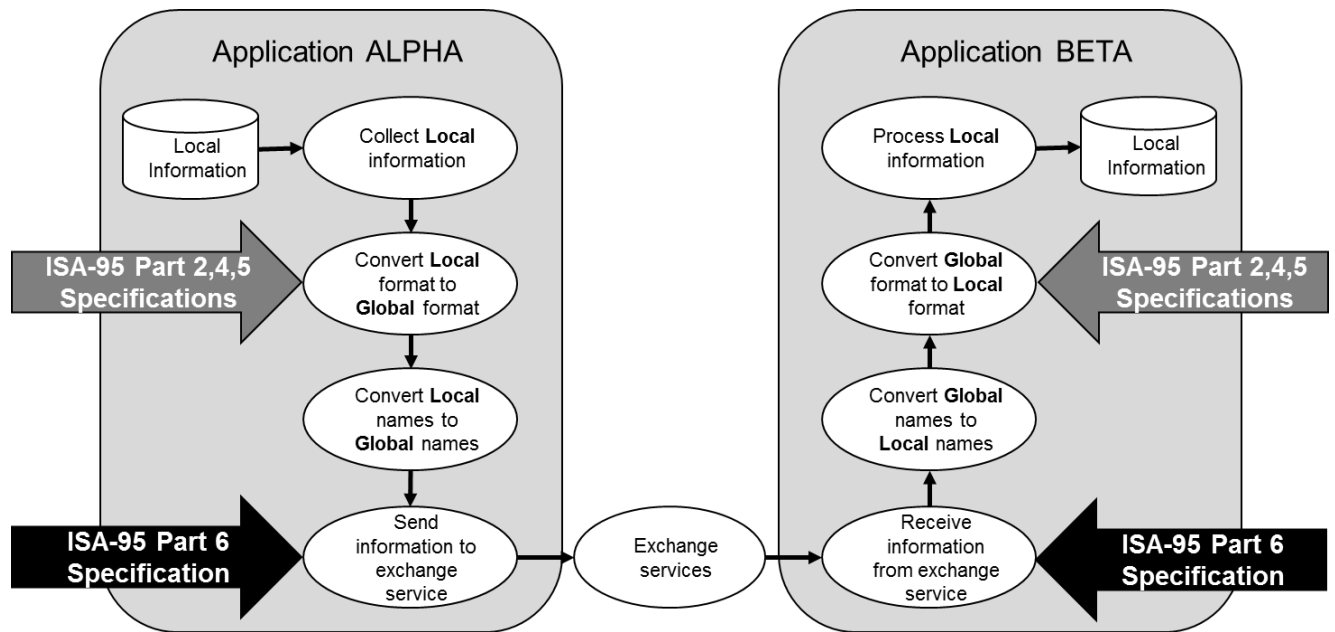 Application ALPHA
Local
Information
Collect Local
information
ISA-95 Part 2,4,5
Specifications
Convert Local
format to
Global format
Convert Local
names to
Global names
ISA-95 Part 6
Specification
Send
information to
exchange
service
Exchange
services
Application BETA
Process Local
information
Local
Information
Convert Global
format to Local
format
ISA-95 Part 2,4,5
Specifications
Convert Global
names to
Local names
Receive
information
from exchange
service
ISA-95 Part 6
Specification